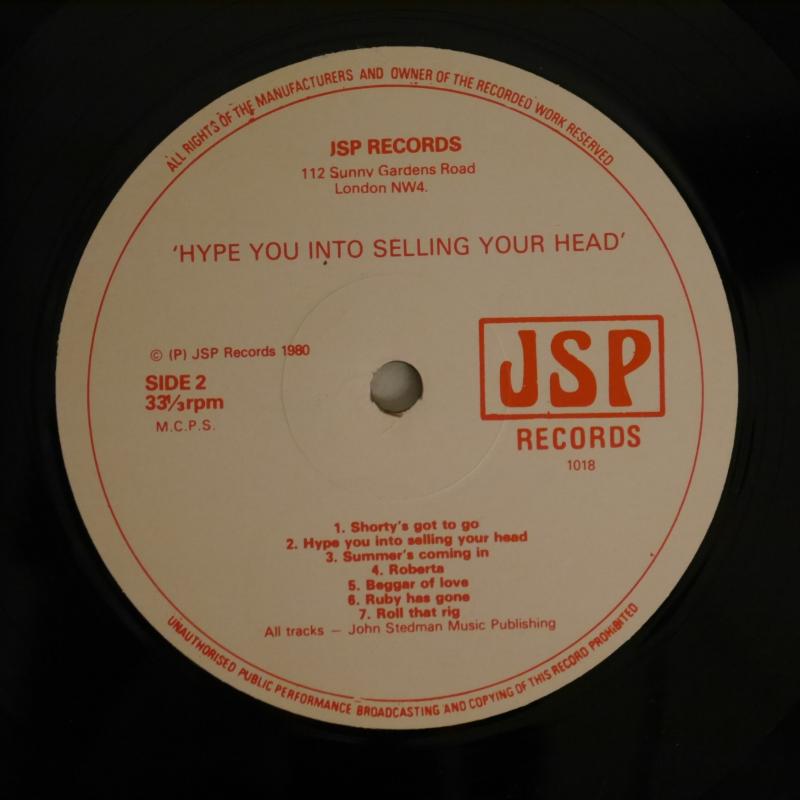 ALL RIGHTS OF THE MANUFACTURERS AND OWNER OF THE RECORDED WORK RESERVED
JSP RECORDS
112 Sunny Gardens Road
London NW4.
'HYPE YOU INTO SELLING YOUR HEAD'
© (P) JSP Records 1980
SIDE 2
33⅓rpm
M.C.P.S.
JSP
RECORDS
1018
1. Shorty's got to go
2. Hype you into selling your head
3. Summer's coming in
4. Roberta
5. Beggar of love
6. Ruby has gone
7. Roll that rig
All tracks – John Stedman Music Publishing
UNAUTHORISED PUBLIC PERFORMANCE BROADCASTING AND COPYING OF THIS RECORD PROHIBITED